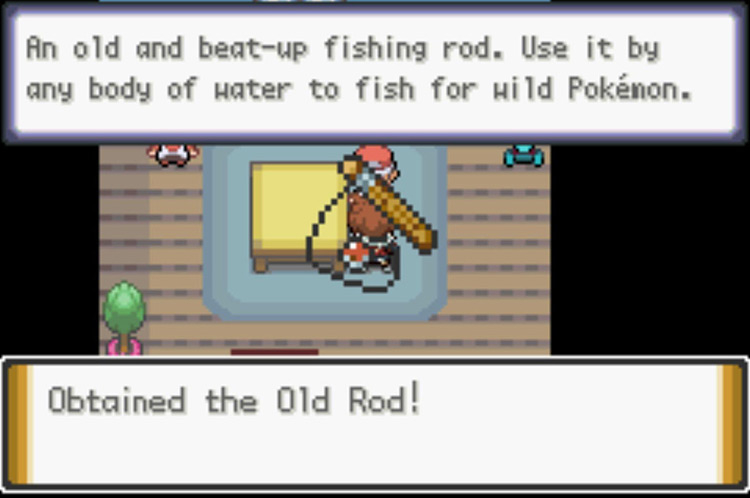 An old and beat-up fishing rod. Use it by
any body of water to fish for wild Pokémon.
Obtained the Old Rod!